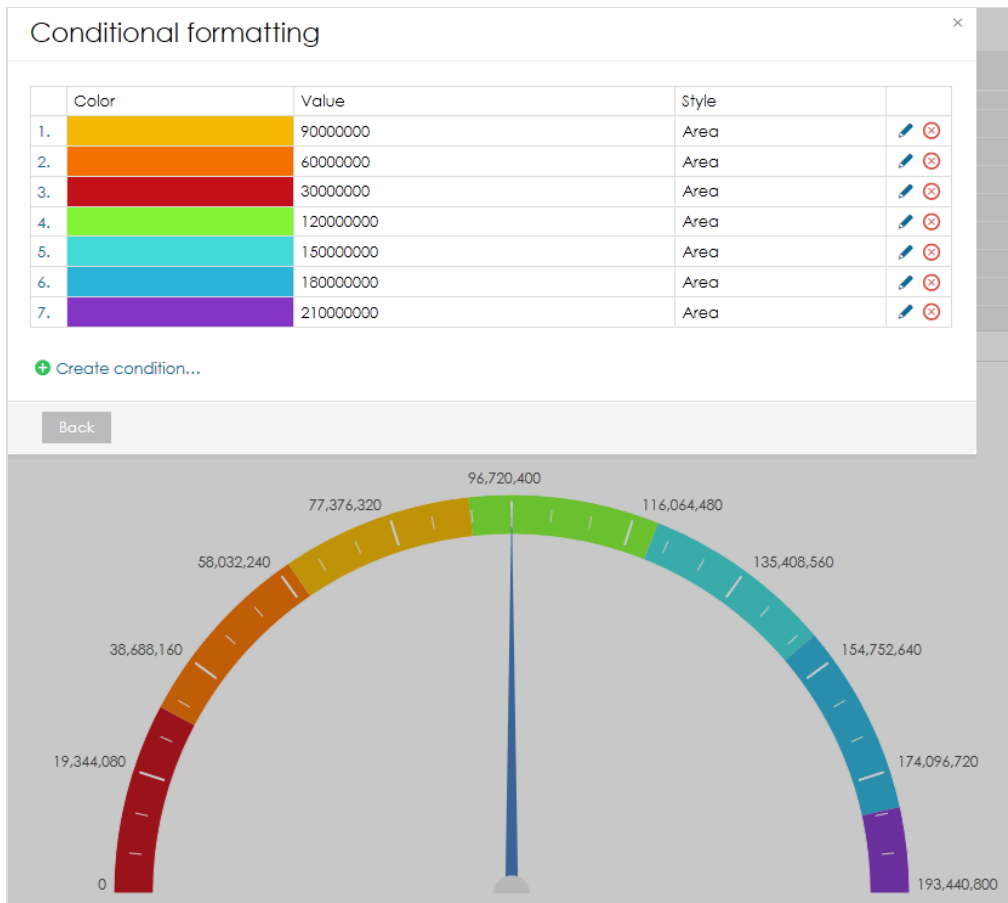 Conditional formatting
×
Color Value Style
1. 90000000 Area
2. 60000000 Area
3. 30000000 Area
4. 120000000 Area
5. 150000000 Area
6. 180000000 Area
7. 210000000 Area
Create condition...
Back
96,720,400
77,376,320 116,064,480
58,032,240 135,408,560
38,688,160 154,752,640
19,344,080 174,096,720
0 193,440,800